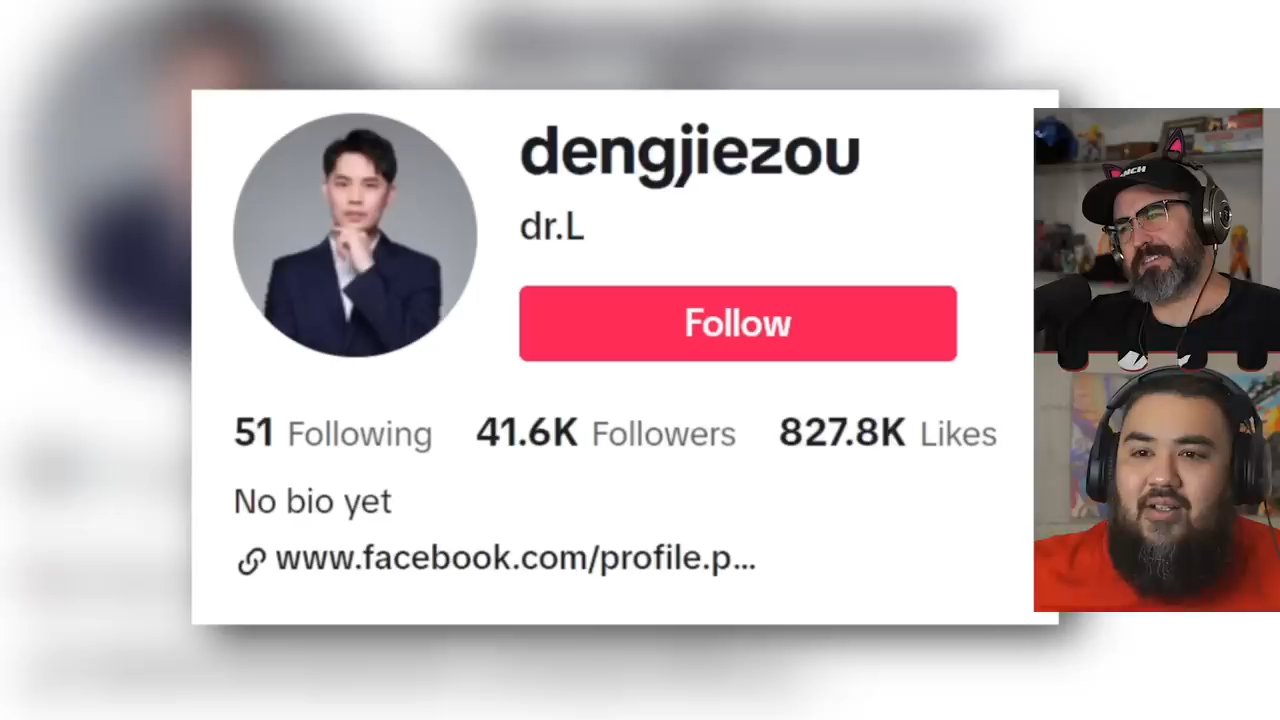 dengjiezou
dr.L
Follow
51 Following 41.6K Followers 827.8K Likes
No bio yet
www.facebook.com/profile.p...